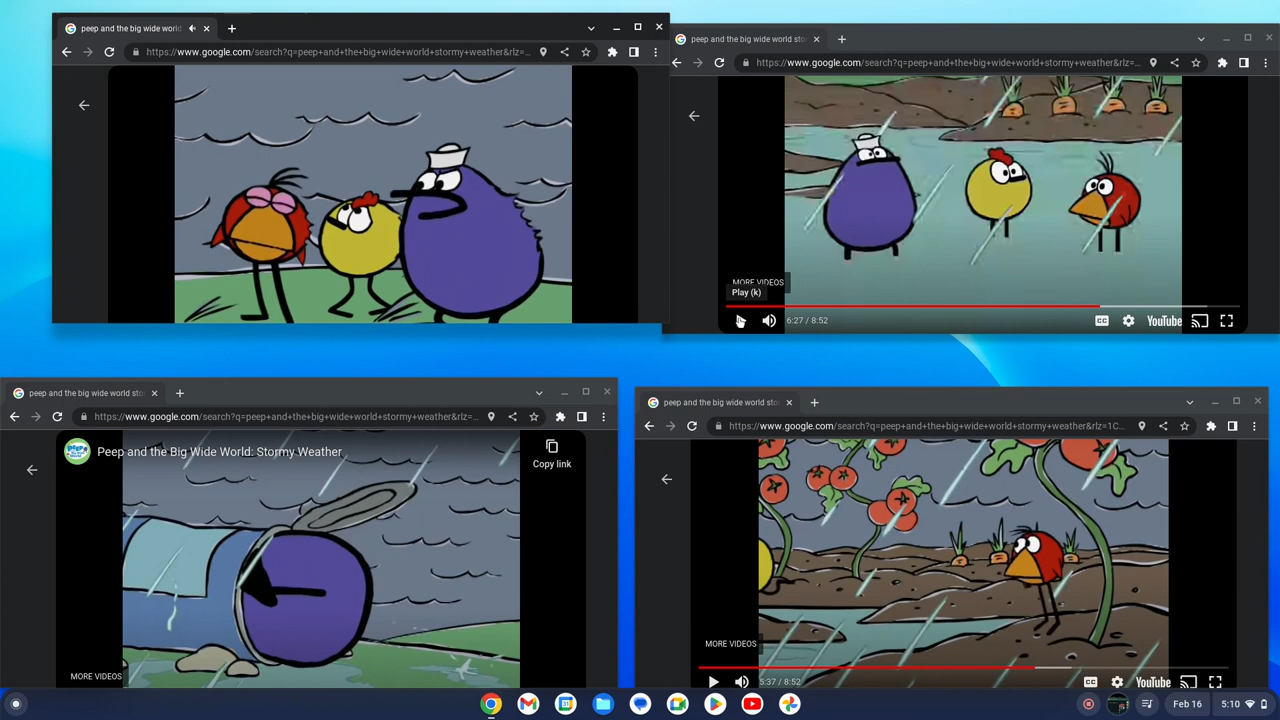 peep and the big wide world
https://www.google.com/search?q=peep+and+the+big+wide+world+stormy+weather&rlz=...
peep and the big wide world sto
https://www.google.com/search?q=peep+and+the+big+wide+world+stormy+weather&rlz=...
MORE VIDEOS
Play (k)
6:27 / 8:52
CC
YouTube
peep and the big wide world sto
https://www.google.com/search?q=peep+and+the+big+wide+world+stormy+weather&rlz=...
Peep and the Big Wide World: Stormy Weather
Copy link
MORE VIDEOS
peep and the big wide world sto
https://www.google.com/search?q=peep+and+the+big+wide+world+stormy+weather&rlz=1C...
MORE VIDEOS
5:37 / 8:52
CC
YouTube
31
Feb 16
5:10